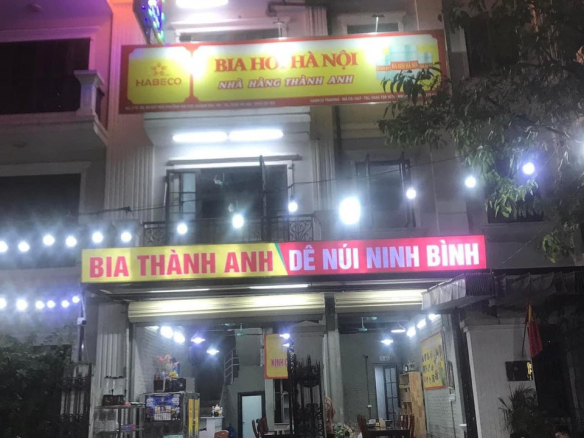 HABECO
BIA HƠI HÀ NỘI
NHÀ HÀNG THÀNH ANH
BIA THÀNH ANH DÊ NÚI NINH BÌNH